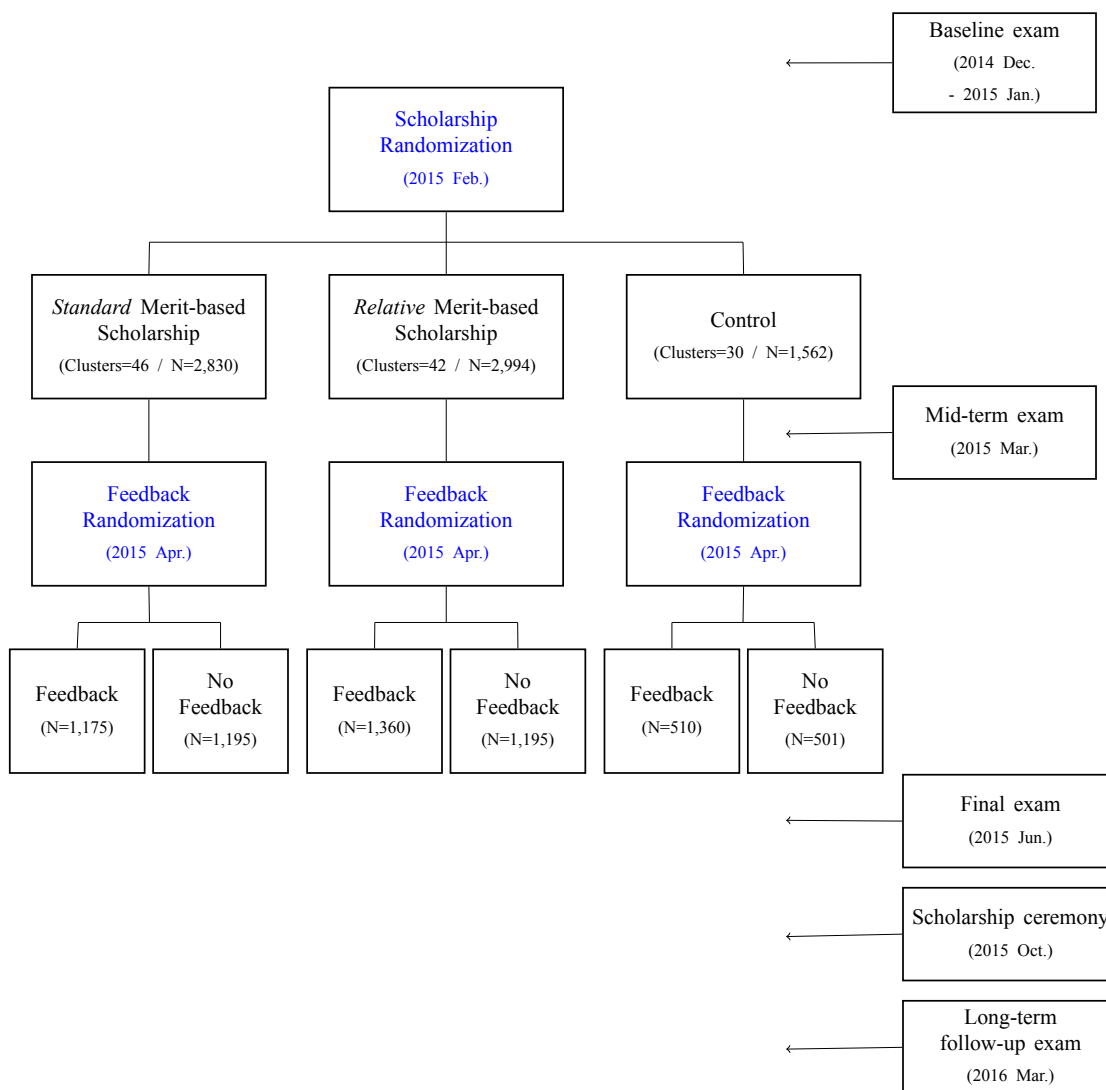 Baseline exam
(2014 Dec.
- 2015 Jan.)
Scholarship
Randomization
(2015 Feb.)
Standard Merit-based
Scholarship
(Clusters=46 / N=2,830)
Relative Merit-based
Scholarship
(Clusters=42 / N=2,994)
Control
(Clusters=30 / N=1,562)
Mid-term exam
(2015 Mar.)
Feedback
Randomization
(2015 Apr.)
Feedback
Randomization
(2015 Apr.)
Feedback
Randomization
(2015 Apr.)
Feedback
(N=1,175)
No
Feedback
(N=1,195)
Feedback
(N=1,360)
No
Feedback
(N=1,195)
Feedback
(N=510)
No
Feedback
(N=501)
Final exam
(2015 Jun.)
Scholarship ceremony
(2015 Oct.)
Long-term
follow-up exam
(2016 Mar.)